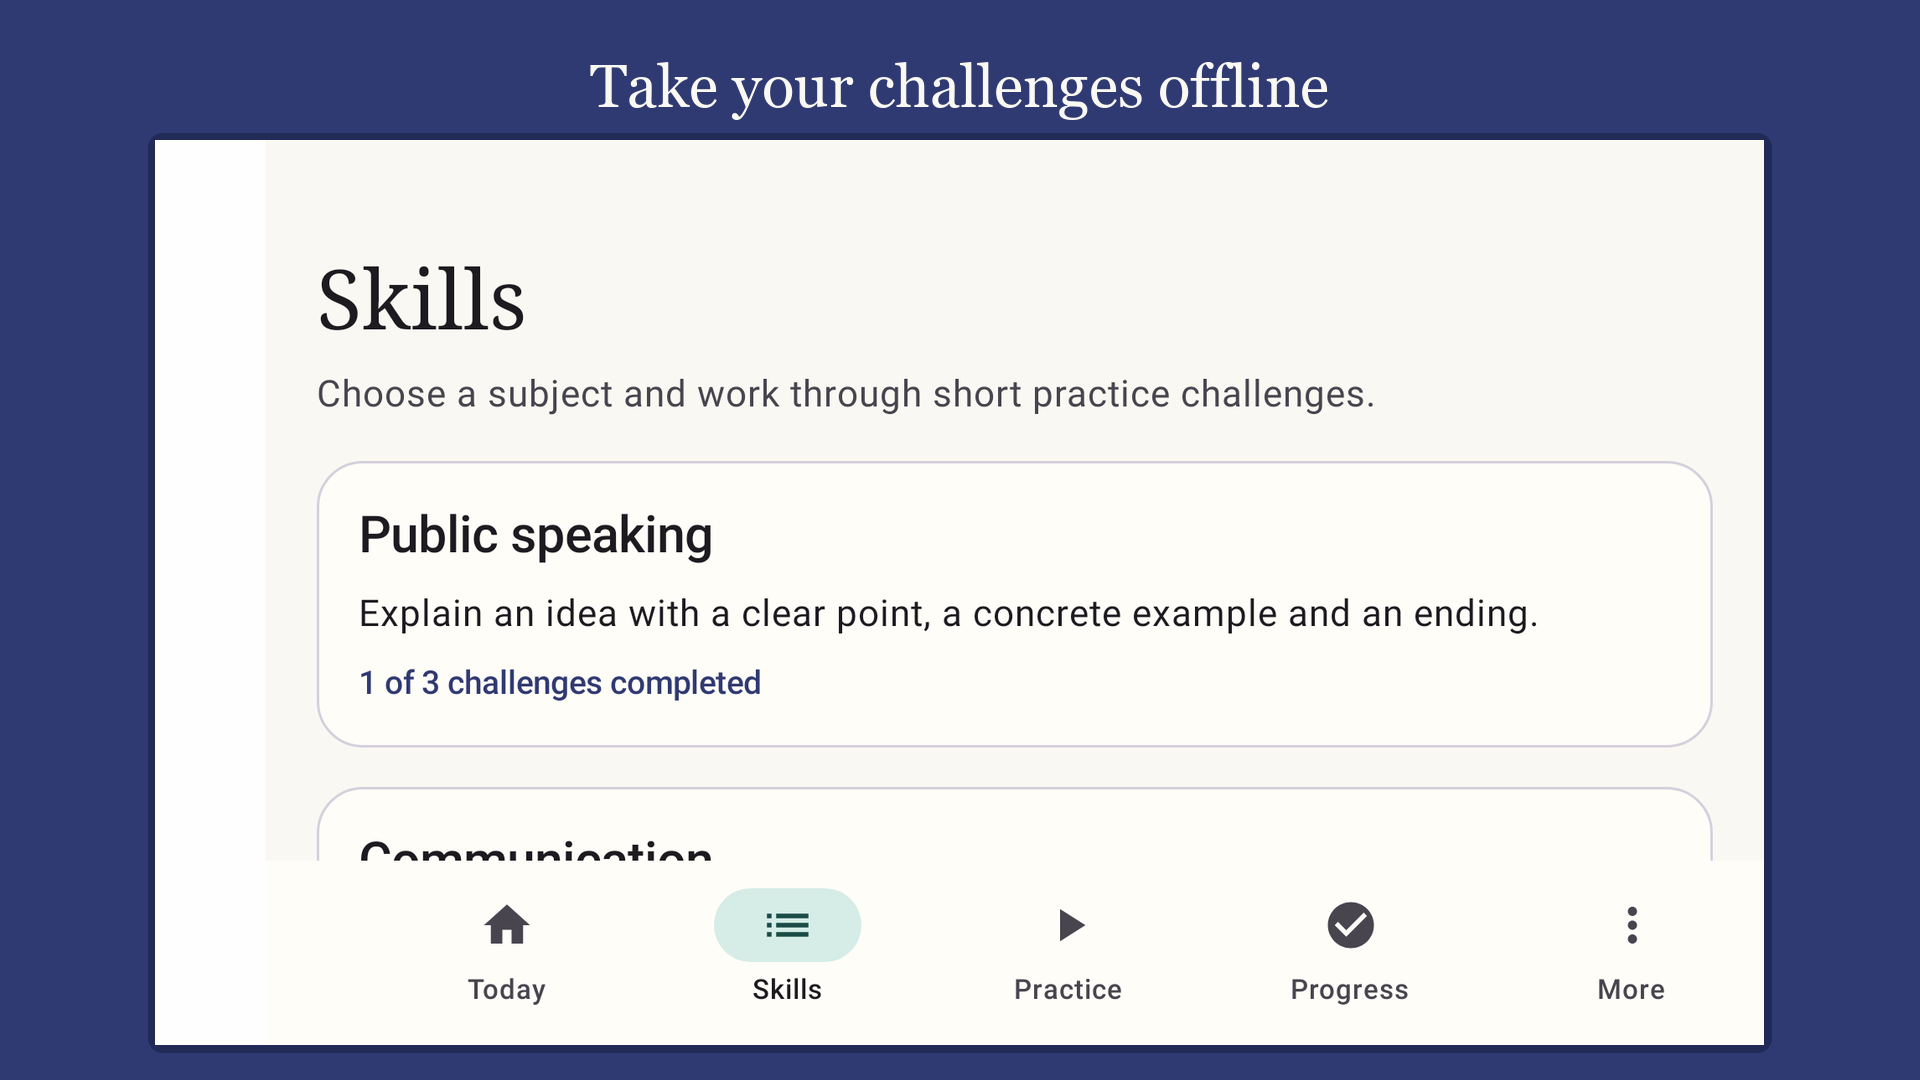 Take your challenges offline
Skills
Choose a subject and work through short practice challenges.
Public speaking
Explain an idea with a clear point, a concrete example and an ending.
1 of 3 challenges completed
Communication
Today
Skills
Practice
Progress
More